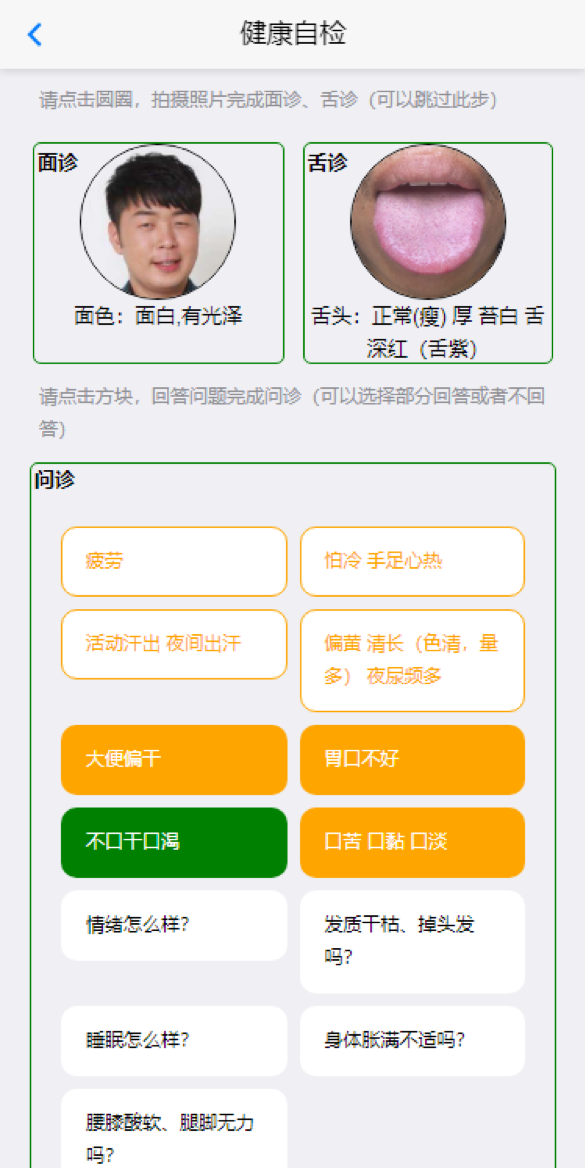 健康自检
请点击圆圈，拍摄照片完成面诊、舌诊（可以跳过此步）
面诊
面色：面白,有光泽
舌诊
舌头：正常(瘦) 厚 苔白 舌
深红（舌紫）
请点击方块，回答问题完成问诊（可以选择部分回答或者不回
答）
问诊
疲劳
怕冷 手足心热
活动汗出 夜间出汗
偏黄 清长（色清，量
多） 夜尿频多
大便偏干
胃口不好
不口干口渴
口苦 口黏 口淡
情绪怎么样？
发质干枯、掉头发
吗？
睡眠怎么样？
身体胀满不适吗？
腰膝酸软、腿脚无力
吗？